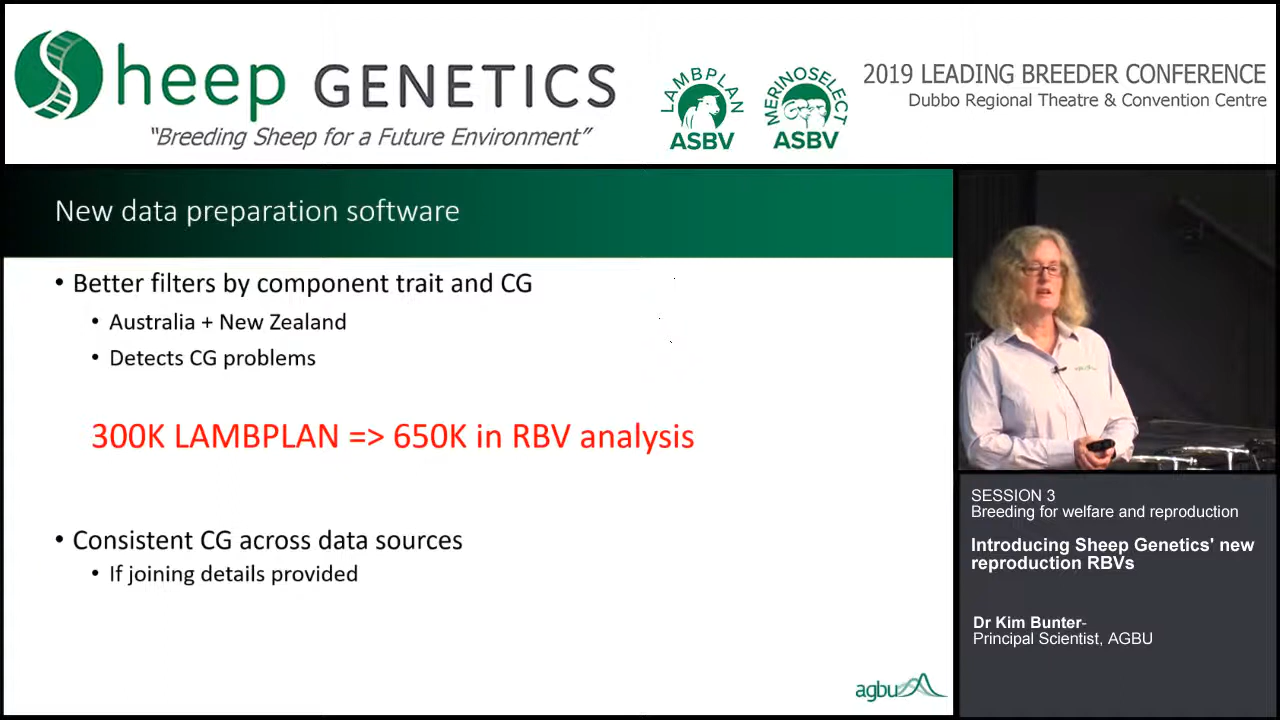 Sheep GENETICS
"Breeding Sheep for a Future Environment"
LAMBPLAN
ASBV
MERINOSELECT
ASBV
2019 LEADING BREEDER CONFERENCE
Dubbo Regional Theatre & Convention Centre
New data preparation software
• Better filters by component trait and CG
• Australia + New Zealand
• Detects CG problems
300K LAMBPLAN => 650K in RBV analysis
• Consistent CG across data sources
• If joining details provided
agbu
SESSION 3
Breeding for welfare and reproduction
Introducing Sheep Genetics' new
reproduction RBVs
Dr Kim Bunter-
Principal Scientist, AGBU